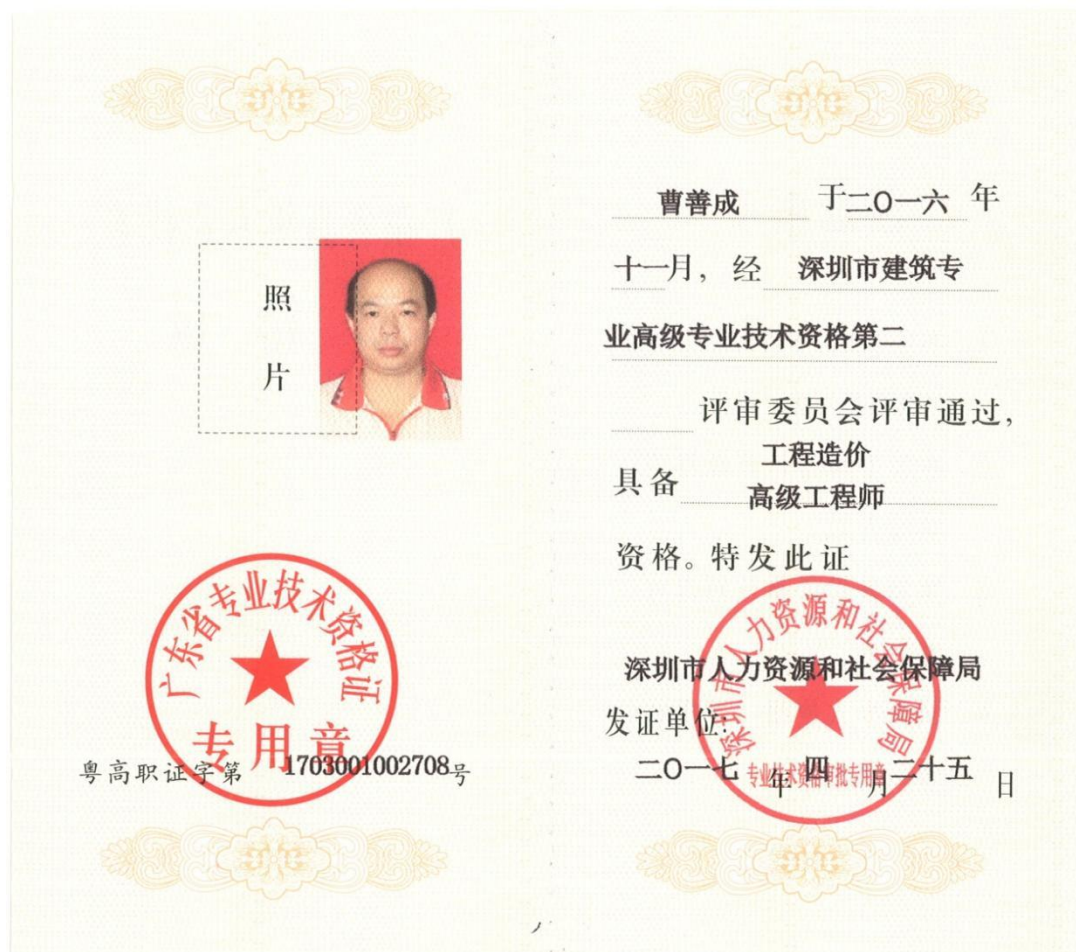 照
片
广东省专业技术资格证
专用章
粤高职证字第 1703001002708号
曹善成 于二O一六 年
十一月，经 深圳市建筑专
业高级专业技术资格第二
评审委员会评审通过，
工程造价
具备
高级工程师
资格。特发此证
深圳市人力资源和社会保障局
深圳市人力资源和社会保障局
发证单位:
专业技术资格审批专用章
二O一七 年 四 月 二十五 日